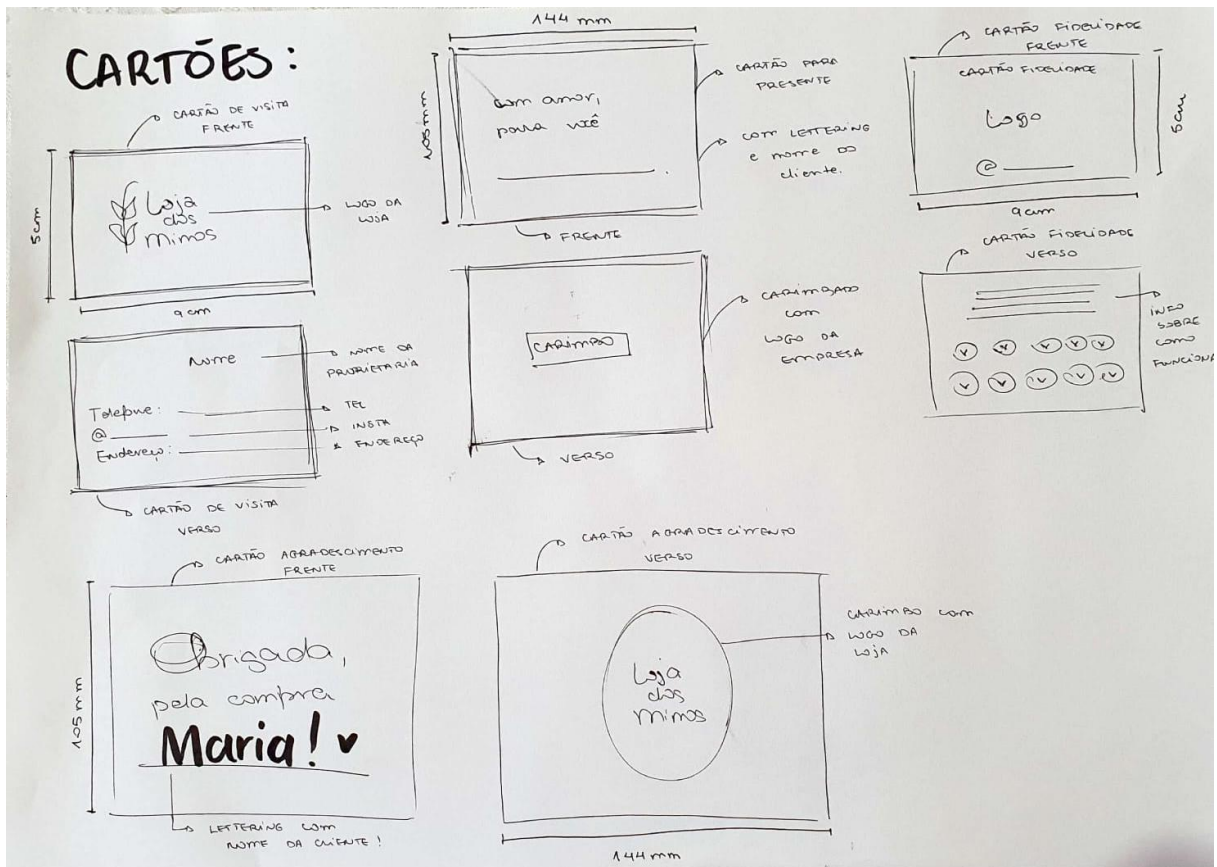 CARTÕES:
CARTÃO DE VISITA
FRENTE
5cm
Loja
dos
mimos
LOGO DA
LOJA
9cm
Nome
NOME DA
PROPRIETARIA
Telefone:
TEL
@
INSTA
Endereço:
ENDEREÇO
CARTÃO DE VISITA
VERSO
144 mm
105 mm
com amor,
para você
CARTÃO PARA
PRESENTE
COM LETTERING
e nome do
cliente.
FRENTE
CARIMBO
CARIMBADO
com
LOGO DA
EMPRESA
VERSO
CARTÃO FIDELIDADE
FRENTE
CARTÃO FIDELIDADE
Logo
@
5cm
9cm
CARTÃO FIDELIDADE
VERSO
INFO
SOBRE
como
FUNCIONA
CARTÃO AGRADESCIMENTO
FRENTE
105 mm
Obrigada,
pela compra
Maria!
LETTERING com
NOME DA CLIENTE!
CARTÃO AGRADESCIMENTO
VERSO
Loja
dos
mimos
CARIMBO com
LOGO DA
LOJA
144 mm